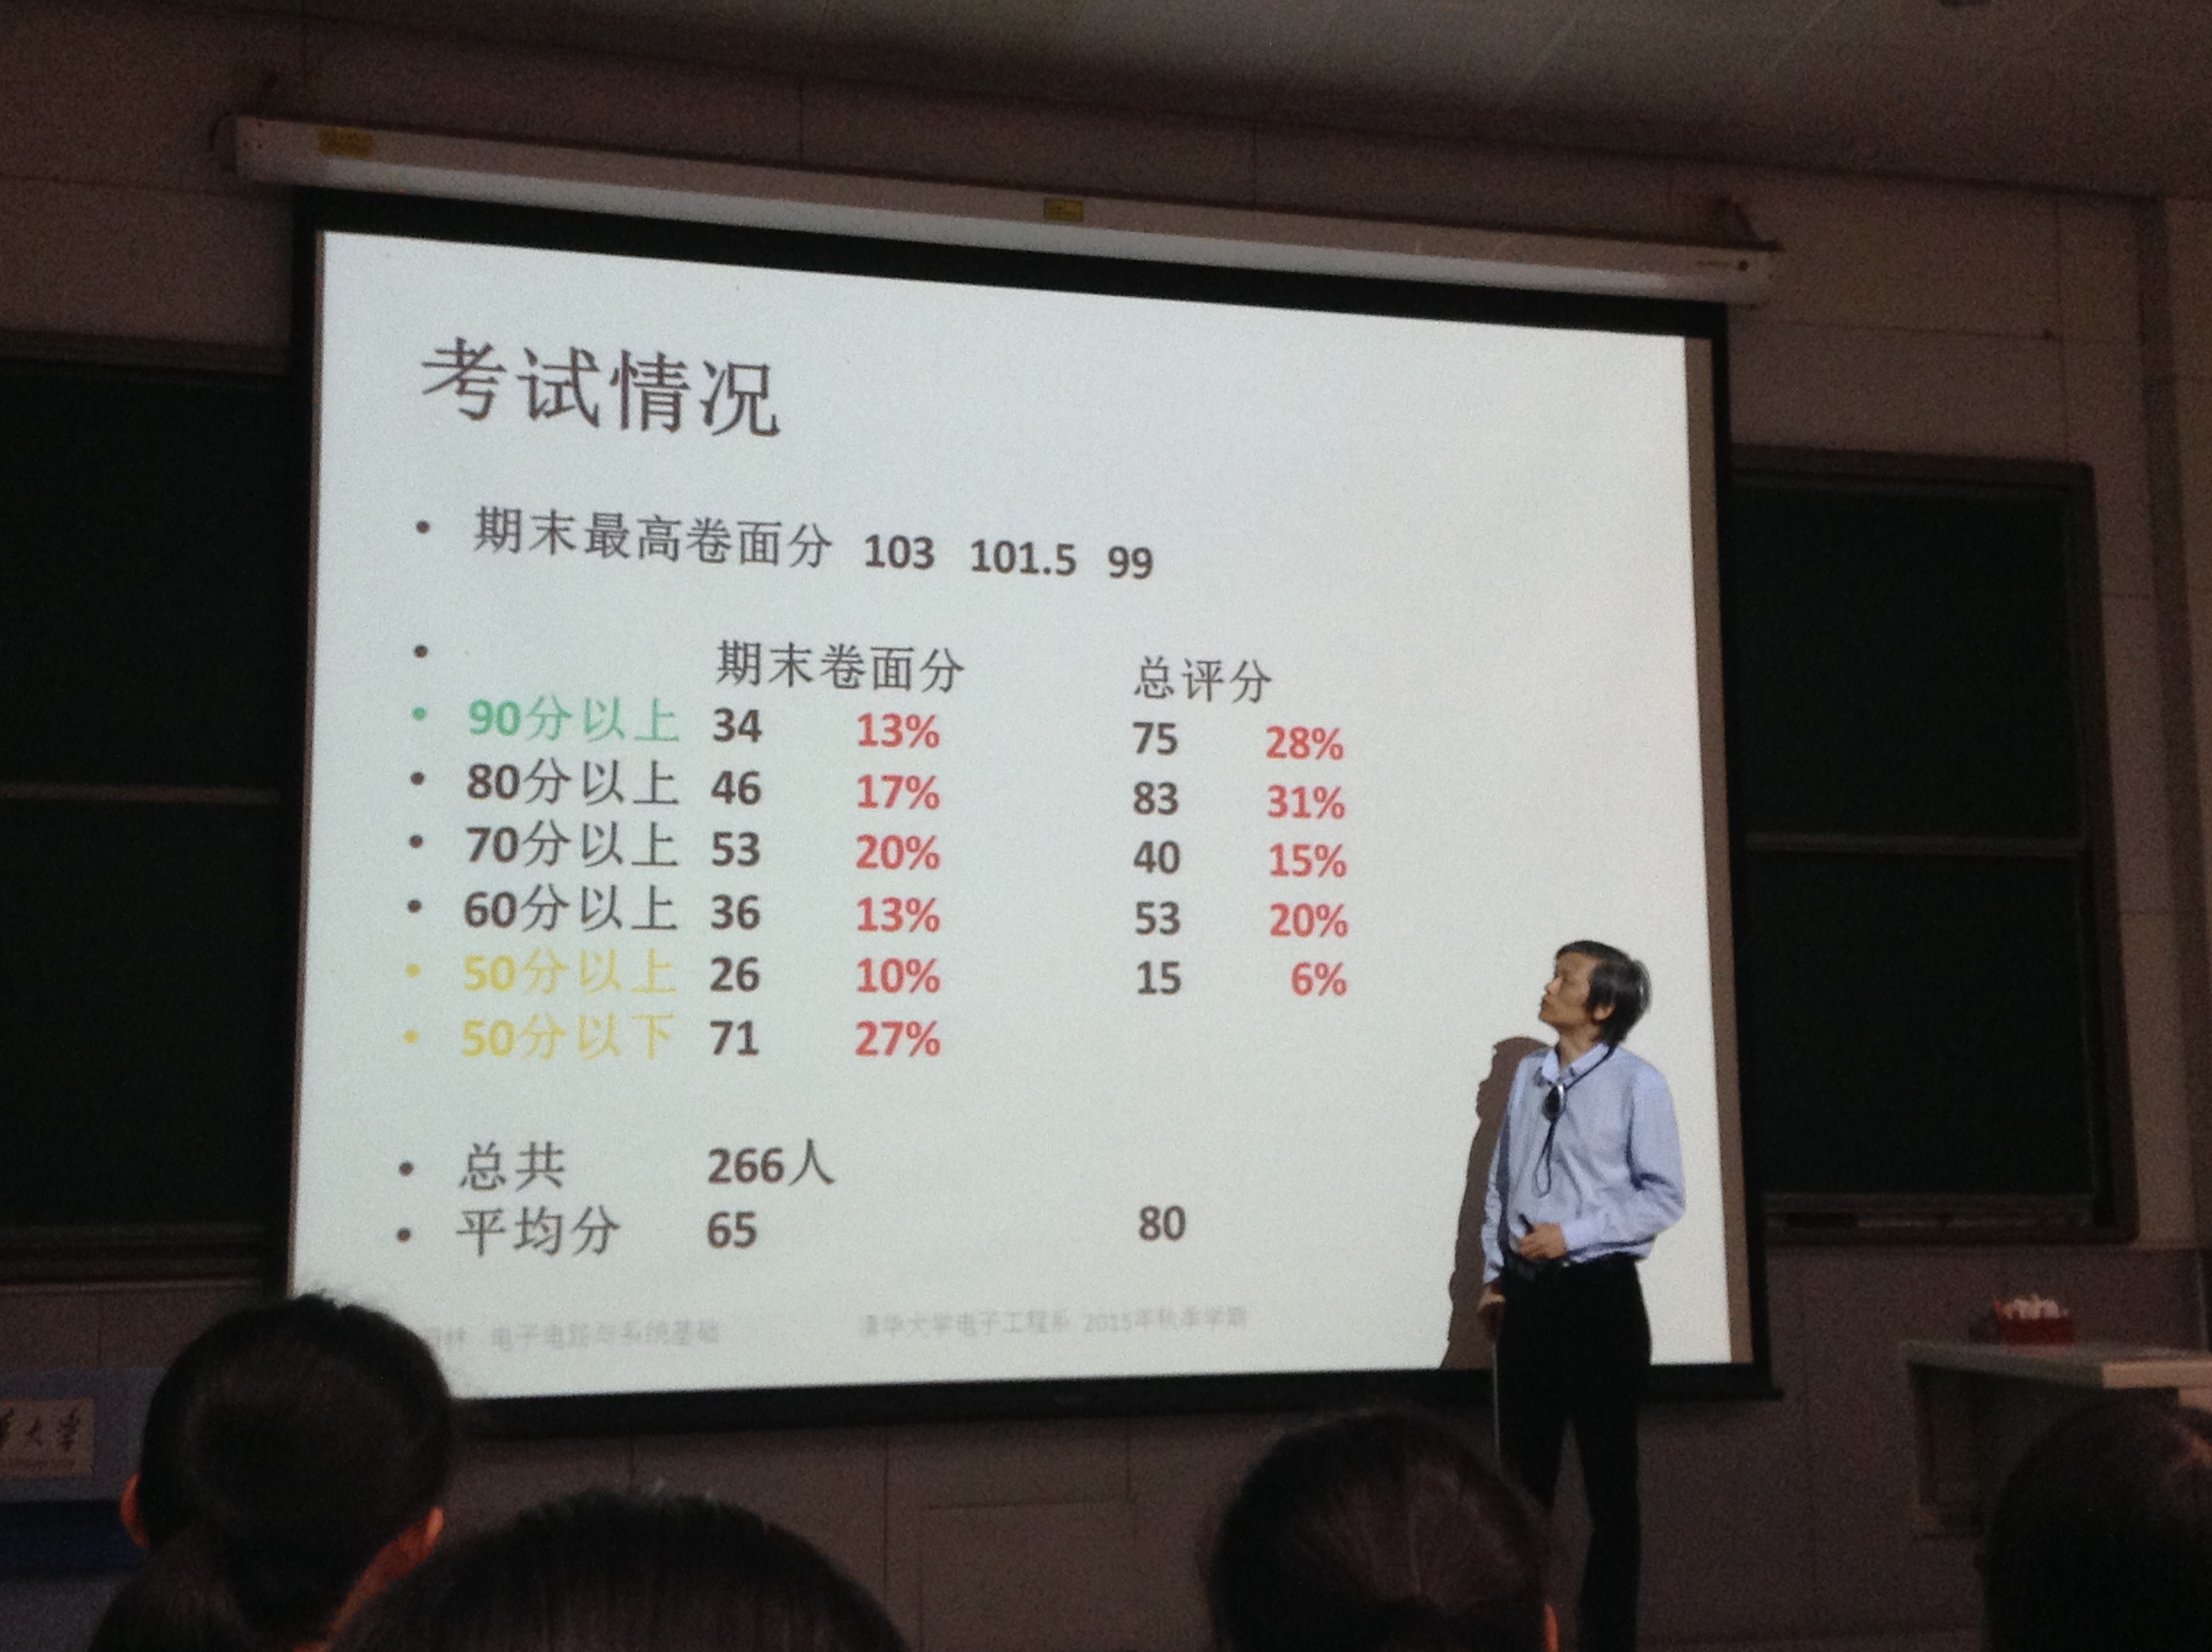 考试情况
• 期末最高卷面分 103 101.5 99
• 期末卷面分 总评分
• 90分以上 34 13% 75 28%
• 80分以上 46 17% 83 31%
• 70分以上 53 20% 40 15%
• 60分以上 36 13% 53 20%
• 50分以上 26 10% 15 6%
• 50分以下 71 27%
• 总共 266人
• 平均分 65 80
电子电路与系统基础 清华大学电子工程系 2015年秋季学期
大学